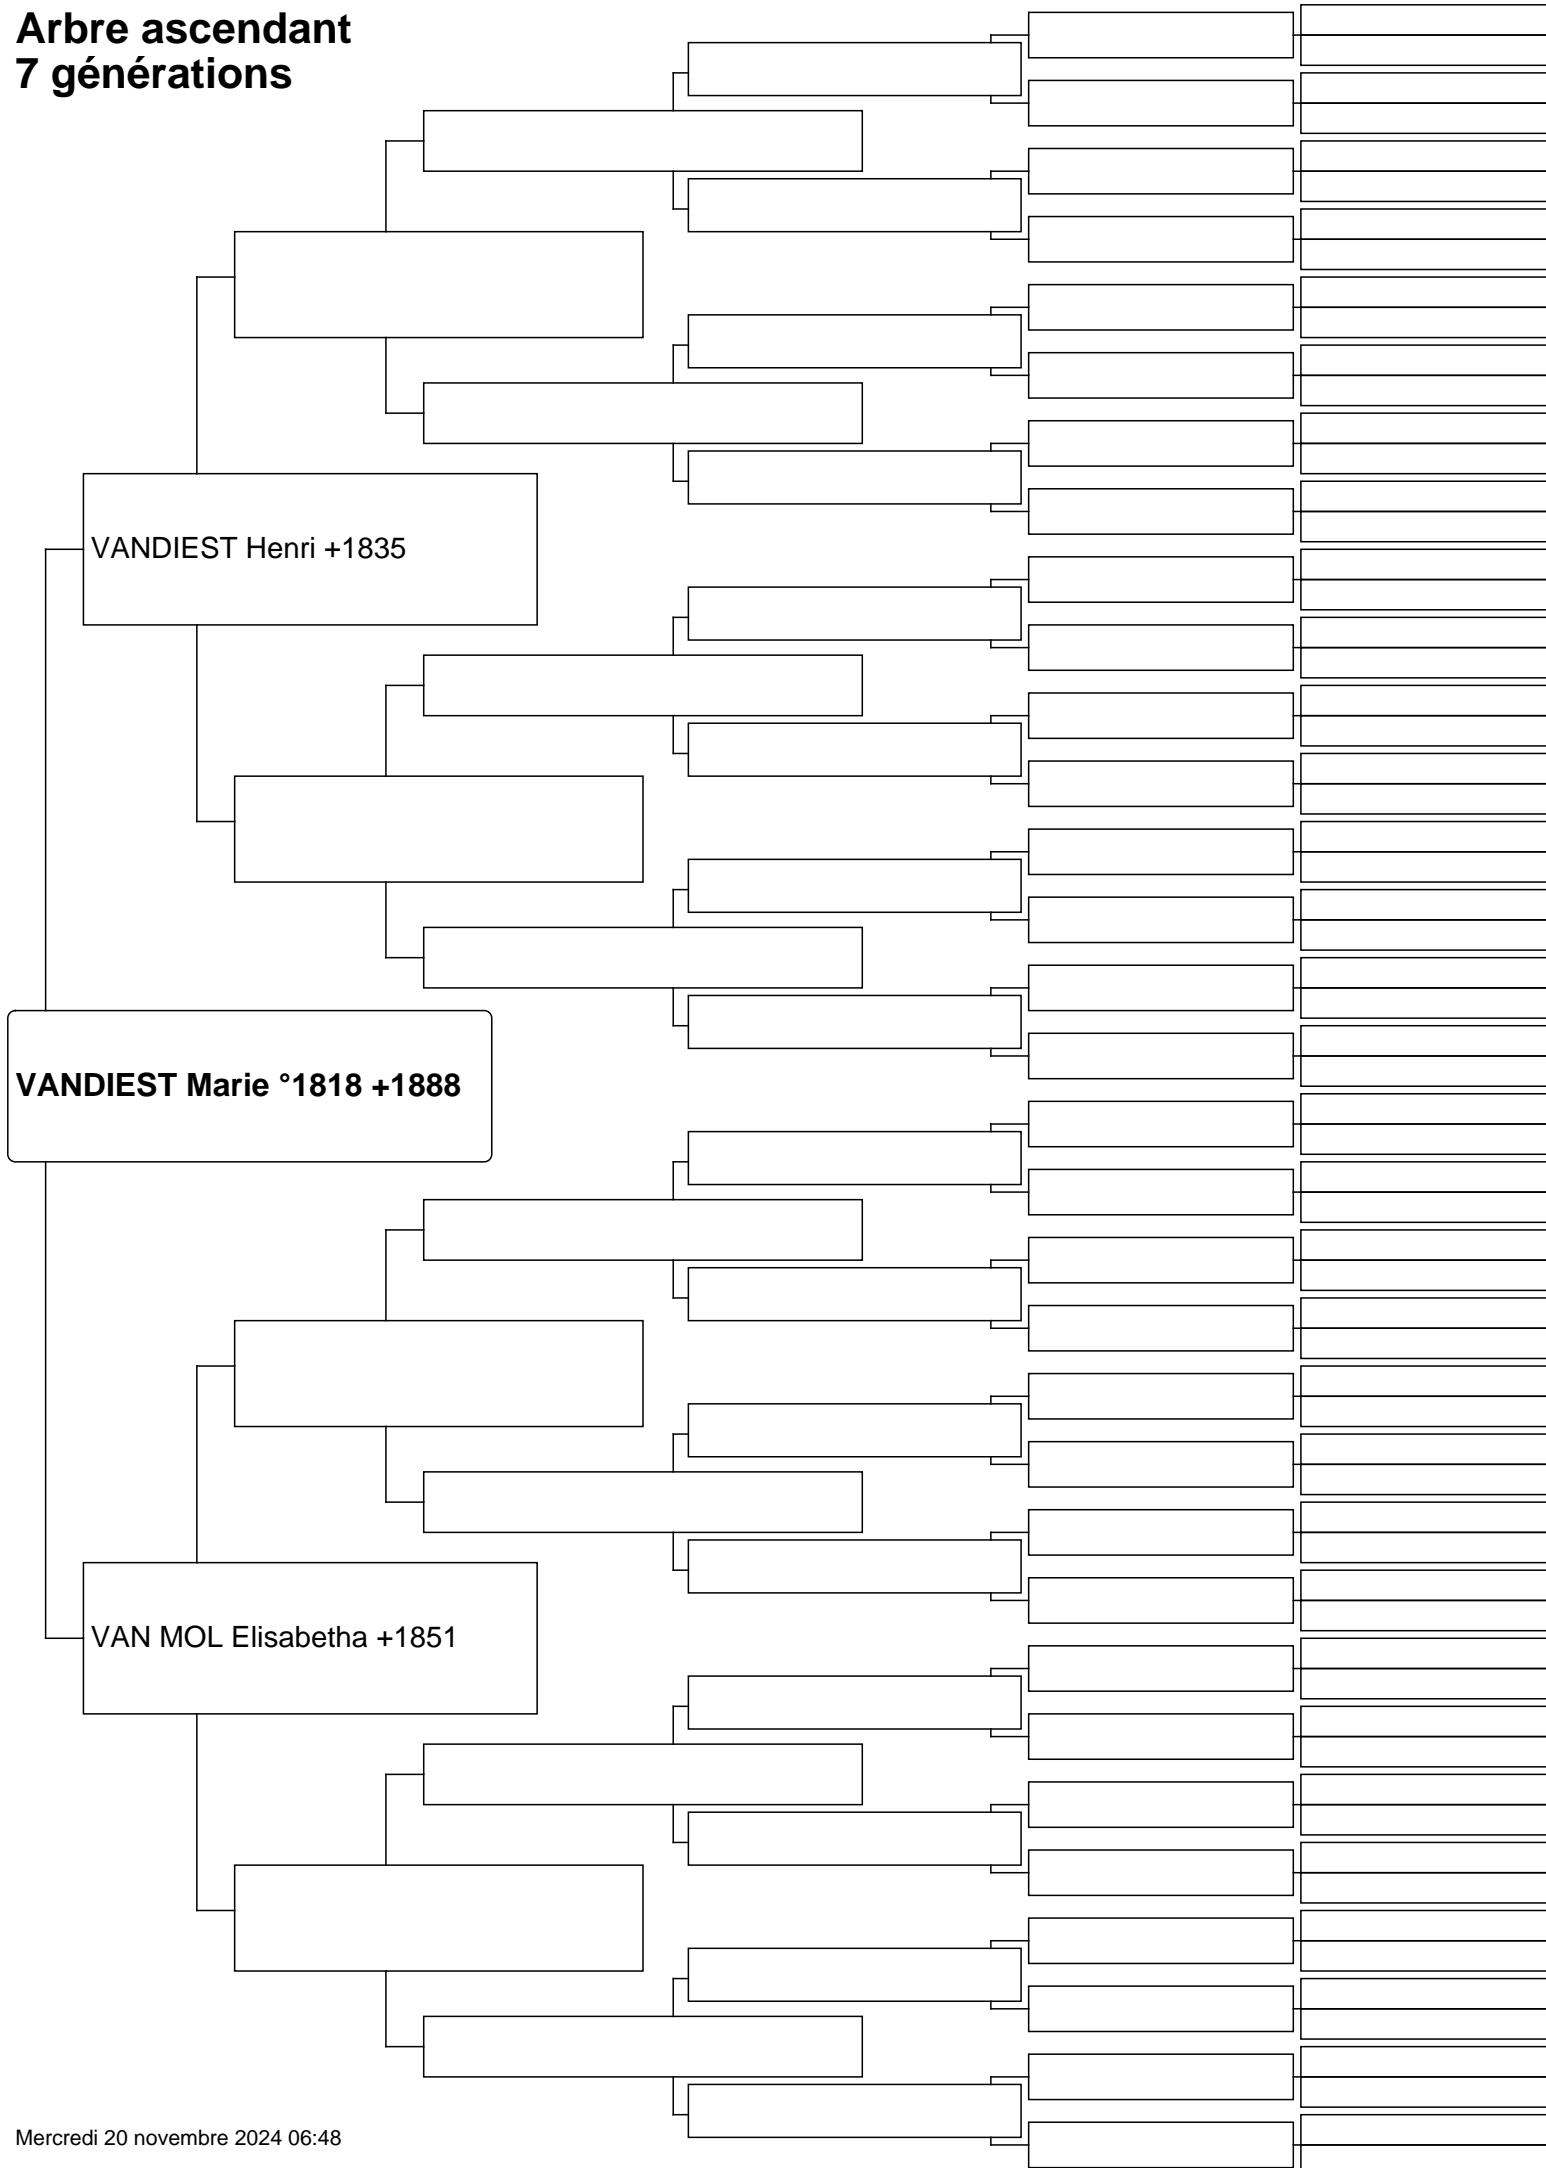 Arbre ascendant
7 générations
VANDIEST Henri +1835
VANDIEST Marie °1818 +1888
VAN MOL Elisabetha +1851
Mercredi 20 novembre 2024 06:48